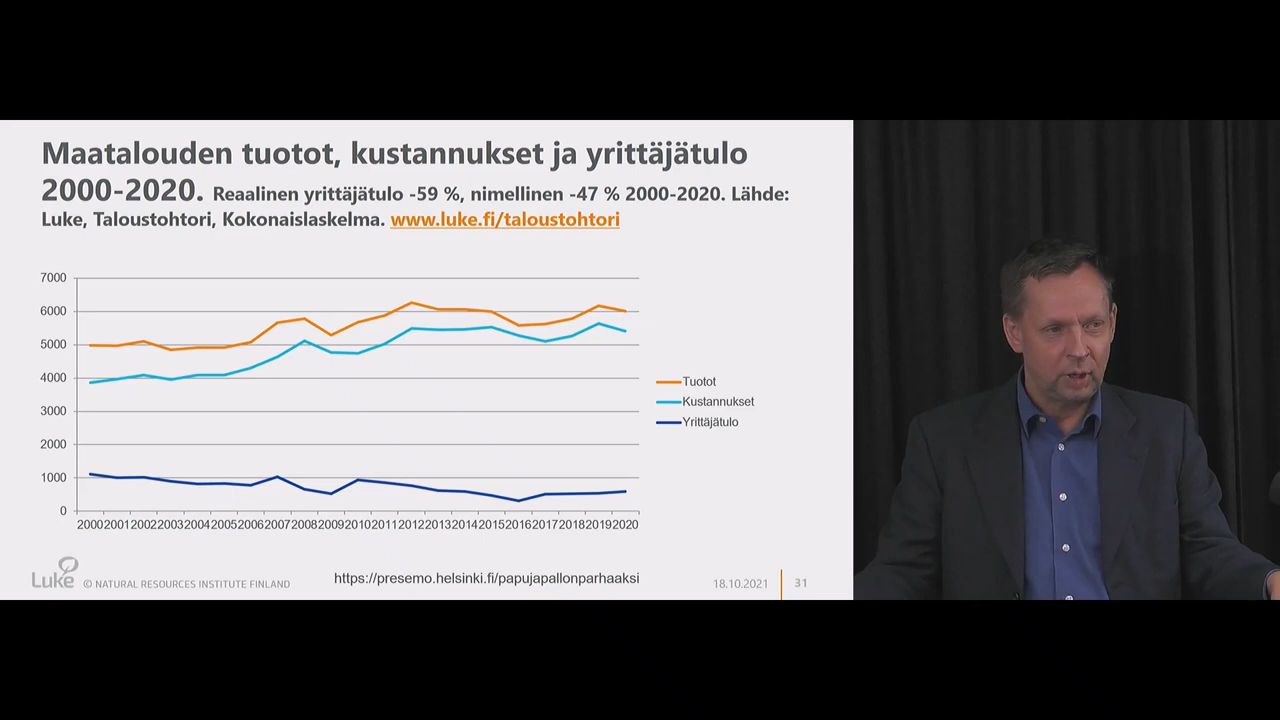 Maatalouden tuotot, kustannukset ja yrittäjätulo
2000-2020. Reaalinen yrittäjätulo -59 %, nimellinen -47 % 2000-2020. Lähde:
Luke, Taloustohtori, Kokonaislaskelma. www.luke.fi/taloustohtori
7000
6000
5000
4000
3000
2000
1000
0
2000 2001 2002 2003 2004 2005 2006 2007 2008 2009 2010 2011 2012 2013 2014 2015 2016 2017 2018 2019 2020
Tuotot
Kustannukset
Yrittäjätulo
Luke © NATURAL RESOURCES INSTITUTE FINLAND
https://presemo.helsinki.fi/papujapallonparhaaksi
18.10.2021 31